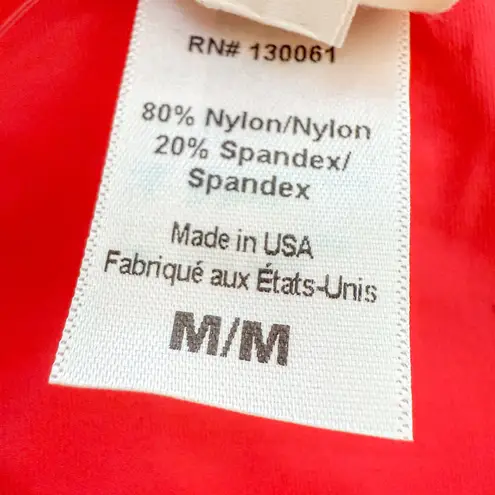 RN# 130061
80% Nylon/Nylon
20% Spandex/
Spandex
Made in USA
Fabriqué aux États-Unis
M/M